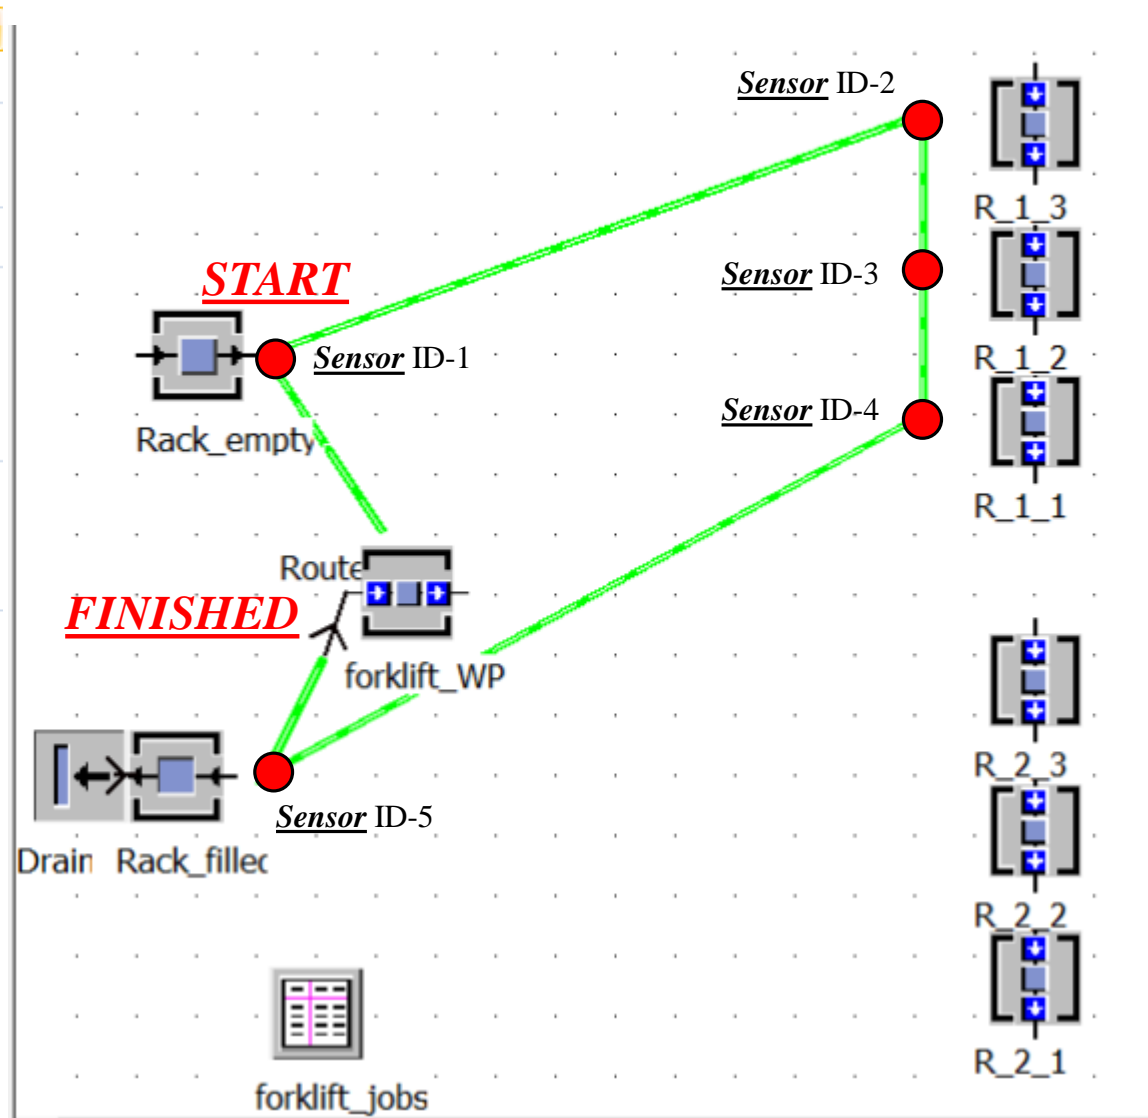 Sensor ID-2
R_1_3
START
Sensor ID-3
Sensor ID-1
R_1_2
Sensor ID-4
Rack_empty
R_1_1
Route
FINISHED
forklift_WP
R_2_3
Sensor ID-5
Drain
Rack_filled
R_2_2
R_2_1
forklift_jobs